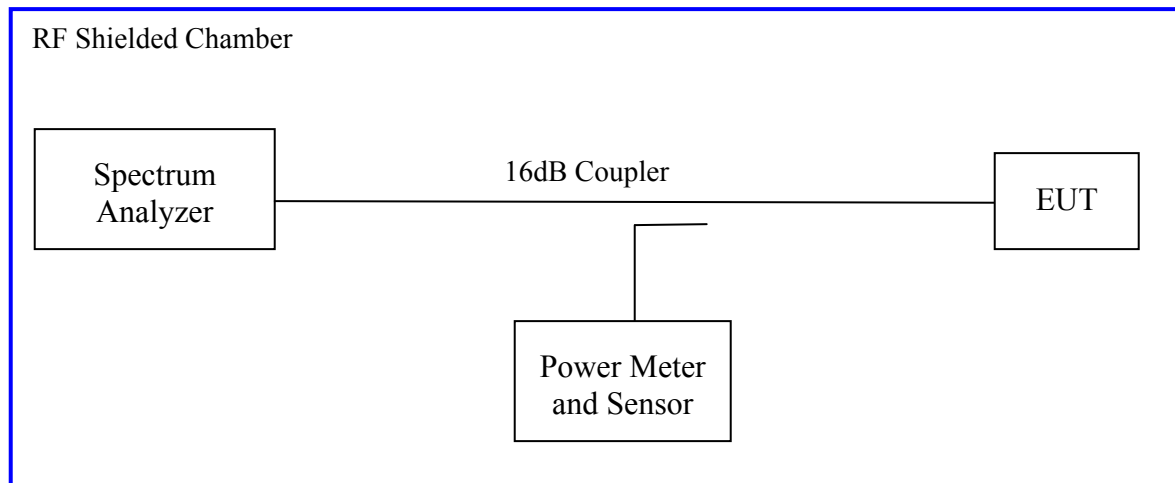 RF Shielded Chamber
Spectrum
Analyzer
16dB Coupler
EUT
Power Meter
and Sensor